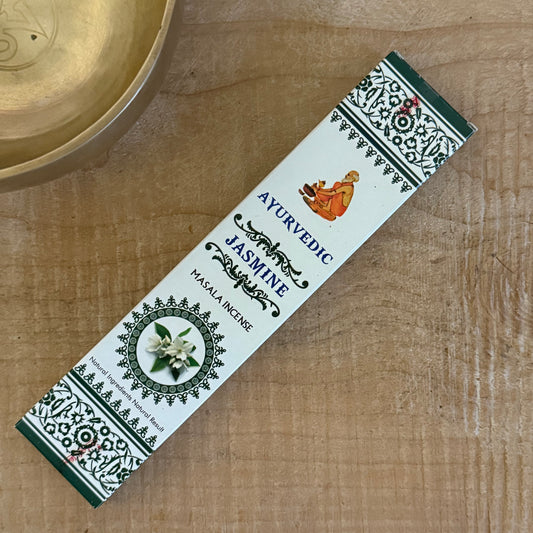 AYURVEDIC
JASMINE
MASALA INCENSE
Natural Ingredients Natural Result